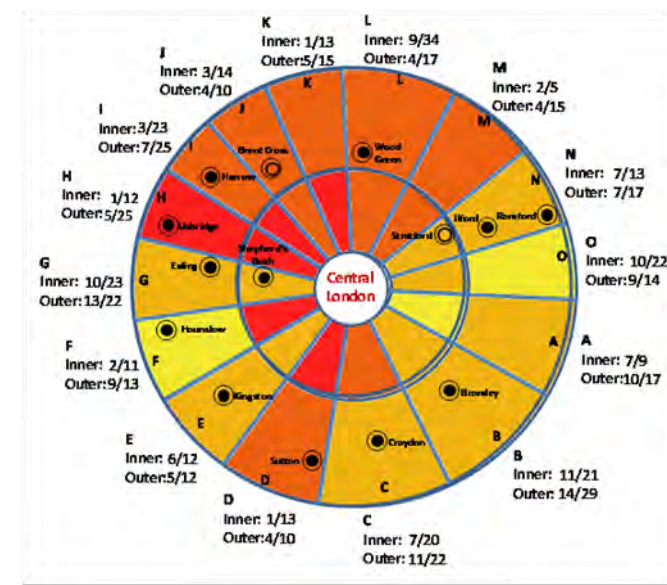 K
Inner: 1/13
Outer:5/15
L
Inner: 9/34
Outer:4/17
J
Inner: 3/14
Outer:4/10
M
Inner: 2/5
Outer:4/15
I
Inner:3/23
Outer:7/25
N
Inner: 7/13
Outer: 7/17
H
Inner: 1/12
Outer:5/25
O
Inner: 10/22
Outer: 9/14
G
Inner: 10/23
Outer: 13/22
A
Inner: 7/9
Outer:10/17
F
Inner: 2/11
Outer: 9/13
B
Inner: 11/21
Outer: 14/29
E
Inner: 6/12
Outer:5/12
D
Inner: 1/13
Outer:4/10
C
Inner: 7/20
Outer: 11/22
K
L
J
M
I
N
H
O
G
A
F
B
E
D
C
Wood
Green
Brent Cross
Harrow
Uxbridge
Shepherd's
Bush
Ealing
Hounslow
Kingston
Sutton
Croydon
Bromley
Stratford
Ilford
Romford
Central
London